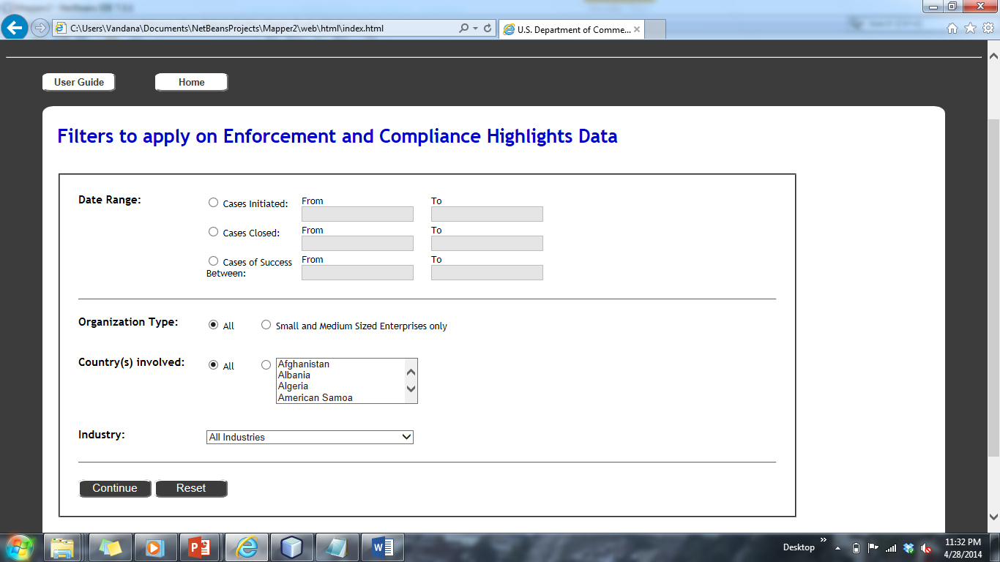 C:\Users\Vandana\Documents\NetBeansProjects\Mapper2\web\html\index.html
U.S. Department of Comme...
User Guide
Home
Filters to apply on Enforcement and Compliance Highlights Data
Date Range:
Cases Initiated:
From
To
Cases Closed:
From
To
Cases of Success
Between:
From
To
Organization Type:
All
Small and Medium Sized Enterprises only
Country(s) involved:
All
Afghanistan
Albania
Algeria
American Samoa
Industry:
All Industries
Continue
Reset
Desktop
11:32 PM
4/28/2014